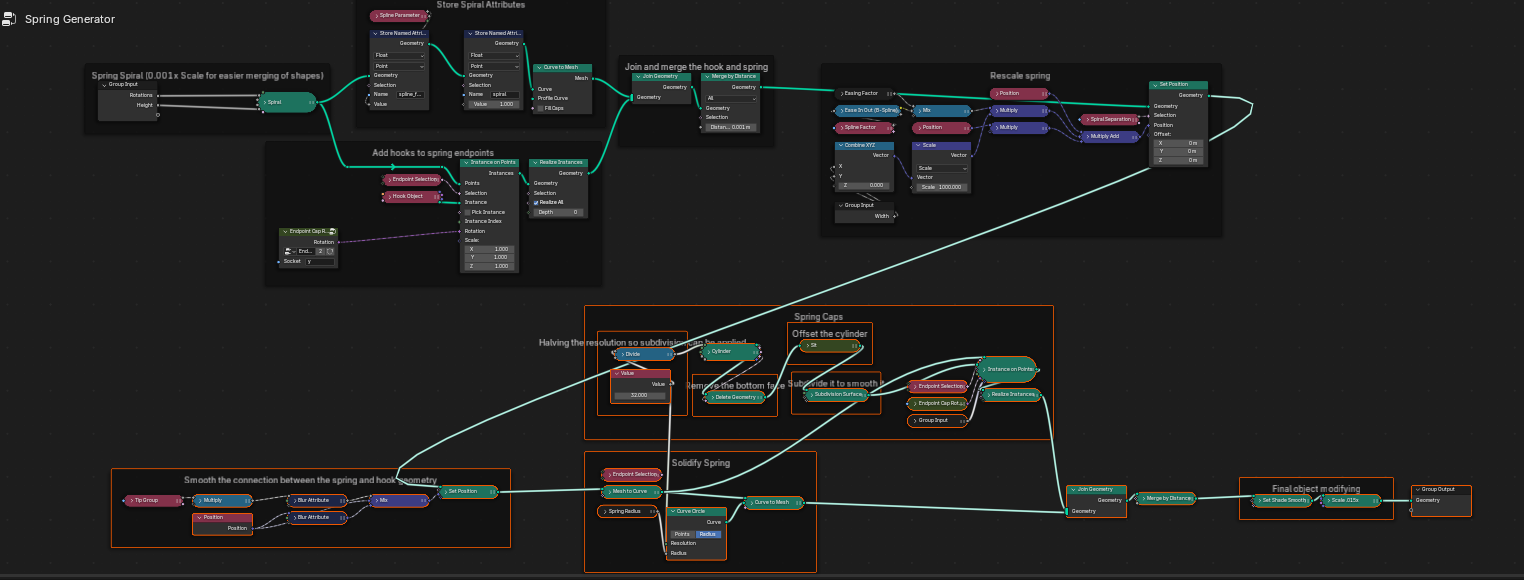 Spring Generator
Store Spiral Attributes
Spline Parameter
Store Named Attri...
Geometry
Float
Point
Geometry
Selection
Name spline_f...
Value
Store Named Attri...
Geometry
Float
Point
Geometry
Selection
Name spiral
Value 1.000
Curve to Mesh
Mesh
Curve
Profile Curve
Fill Caps
Spring Spiral (0.001x Scale for easier merging of shapes)
Group Input
Rotations
Height
Spiral
Join and merge the hook and spring
Join Geometry
Geometry
Geometry
Merge by Distance
Geometry
All
Geometry
Selection
Distan... 0.001 m
Rescale spring
Easing Factor
Ease In Out (B-Spline)
Spline Factor
Combine XYZ
Vector
X
Y
Z 0.000
Group Input
Width
Mix
Position
Scale
Vector
Scale
Vector
Scale 1000.000
Position
Multiply
Multiply
Spiral Separation
Multiply Add
Set Position
Geometry
Geometry
Selection
Position
Offset:
X 0 m
Y 0 m
Z 0 m
Add hooks to spring endpoints
Endpoint Selection
Hook Object
Endpoint Cap R...
Rotation
End...
Socket y
Instance on Points
Instances
Points
Selection
Instance
Pick Instance
Instance Index
Rotation
Scale:
X 1.000
Y 1.000
Z 1.000
Realize Instances
Geometry
Geometry
Selection
Realize All
Depth 0
Spring Caps
Halving the resolution so subdivision can be applied
Divide
Value
Value
32.000
Cylinder
Remove the bottom face
Delete Geometry
Offset the cylinder
Subdivide it to smooth it
Subdivision Surface
Endpoint Selection
Endpoint Cap Rot...
Group Input
Instance on Points
Realize Instances
Smooth the connection between the spring and hook geometry
Tip Group
Multiply
Position
Position
Blur Attribute
Blur Attribute
Mix
Set Position
Solidify Spring
Endpoint Selection
Mesh to Curve
Spring Radius
Curve Circle
Curve
Points Radius
Resolution
Radius
Curve to Mesh
Join Geometry
Geometry
Geometry
Merge by Distance
Final object modifying
Set Shade Smooth
Group Output
Geometry